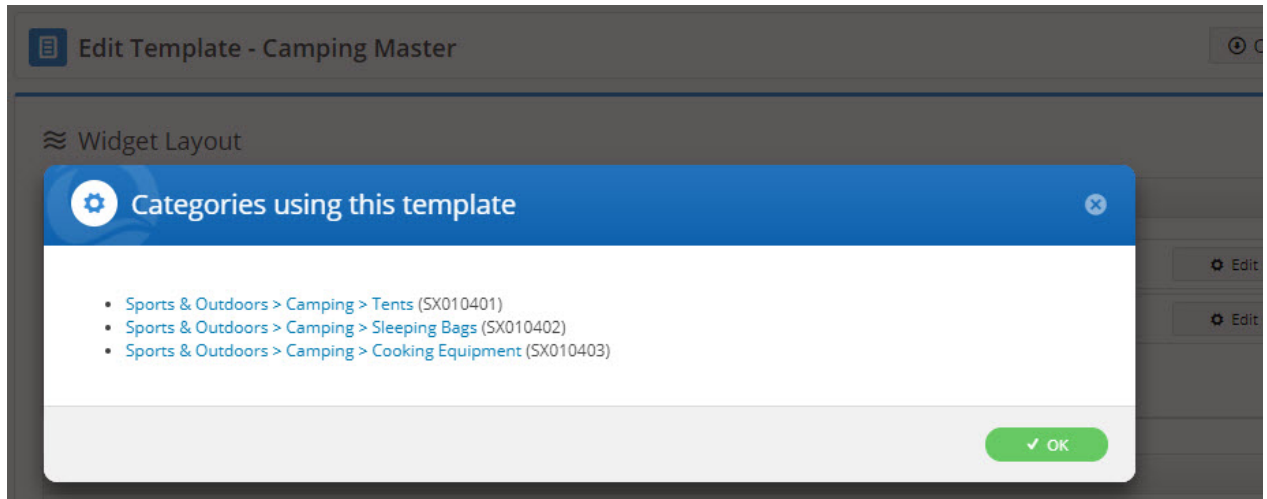 Edit Template - Camping Master
Widget Layout
Categories using this template
Edit
Sports & Outdoors > Camping > Tents (SX010401)
Edit
Sports & Outdoors > Camping > Sleeping Bags (SX010402)
Sports & Outdoors > Camping > Cooking Equipment (SX010403)
OK